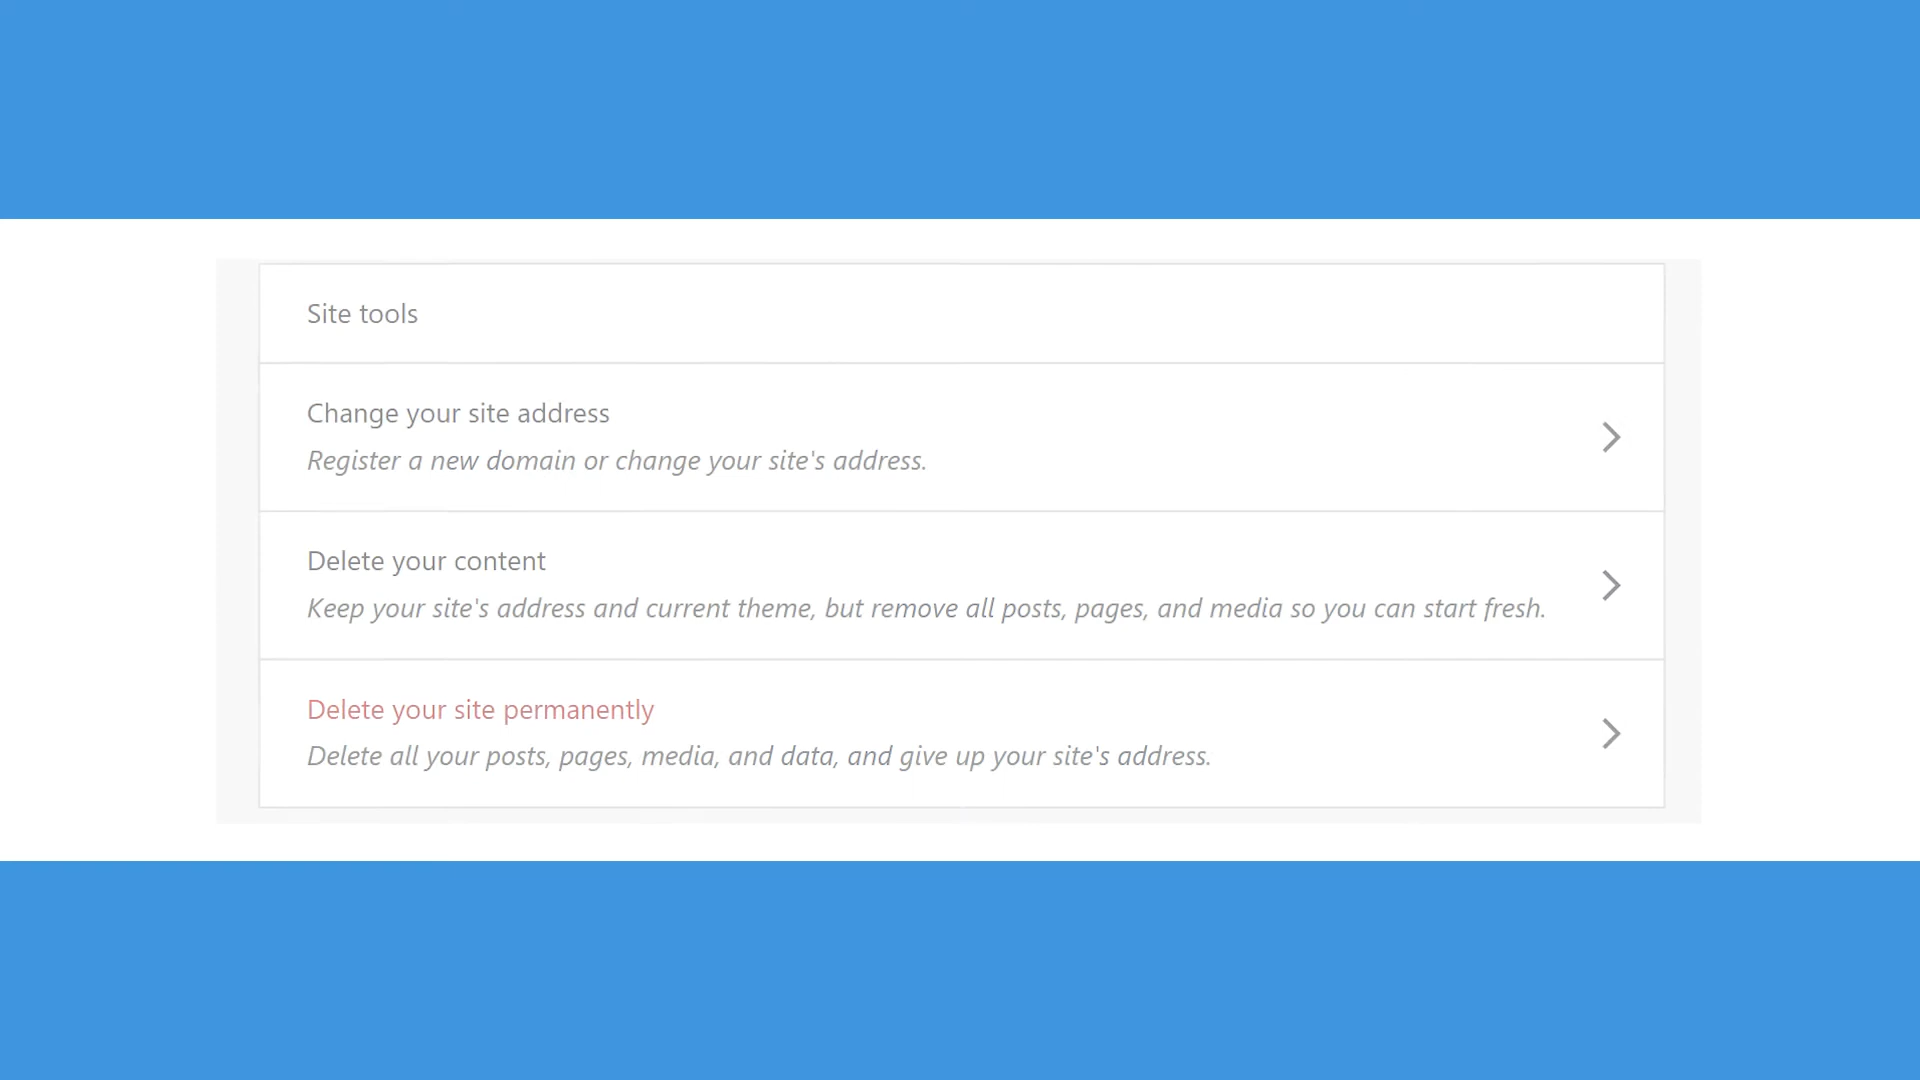 Site tools
Change your site address
Register a new domain or change your site's address.
Delete your content
Keep your site's address and current theme, but remove all posts, pages, and media so you can start fresh.
Delete your site permanently
Delete all your posts, pages, media, and data, and give up your site's address.